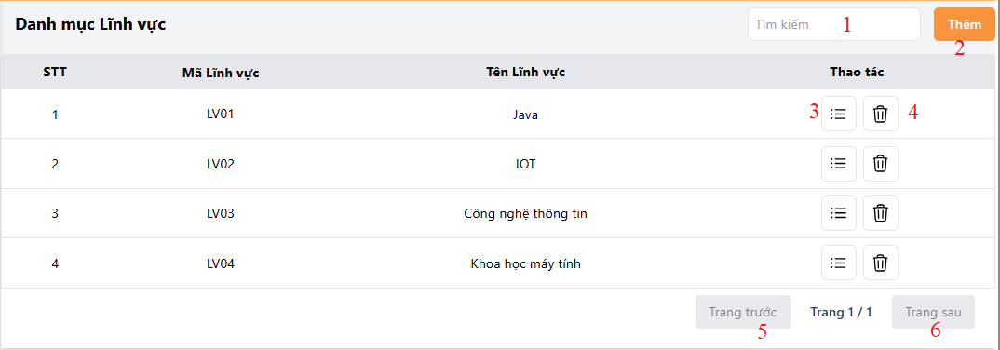 Danh mục Lĩnh vực Tìm kiếm 1 Thêm
2
STT Mã Lĩnh vực Tên Lĩnh vực Thao tác
1 LV01 Java 3 4
2 LV02 IOT
3 LV03 Công nghệ thông tin
4 LV04 Khoa học máy tính
Trang trước Trang 1 / 1 Trang sau
5 6